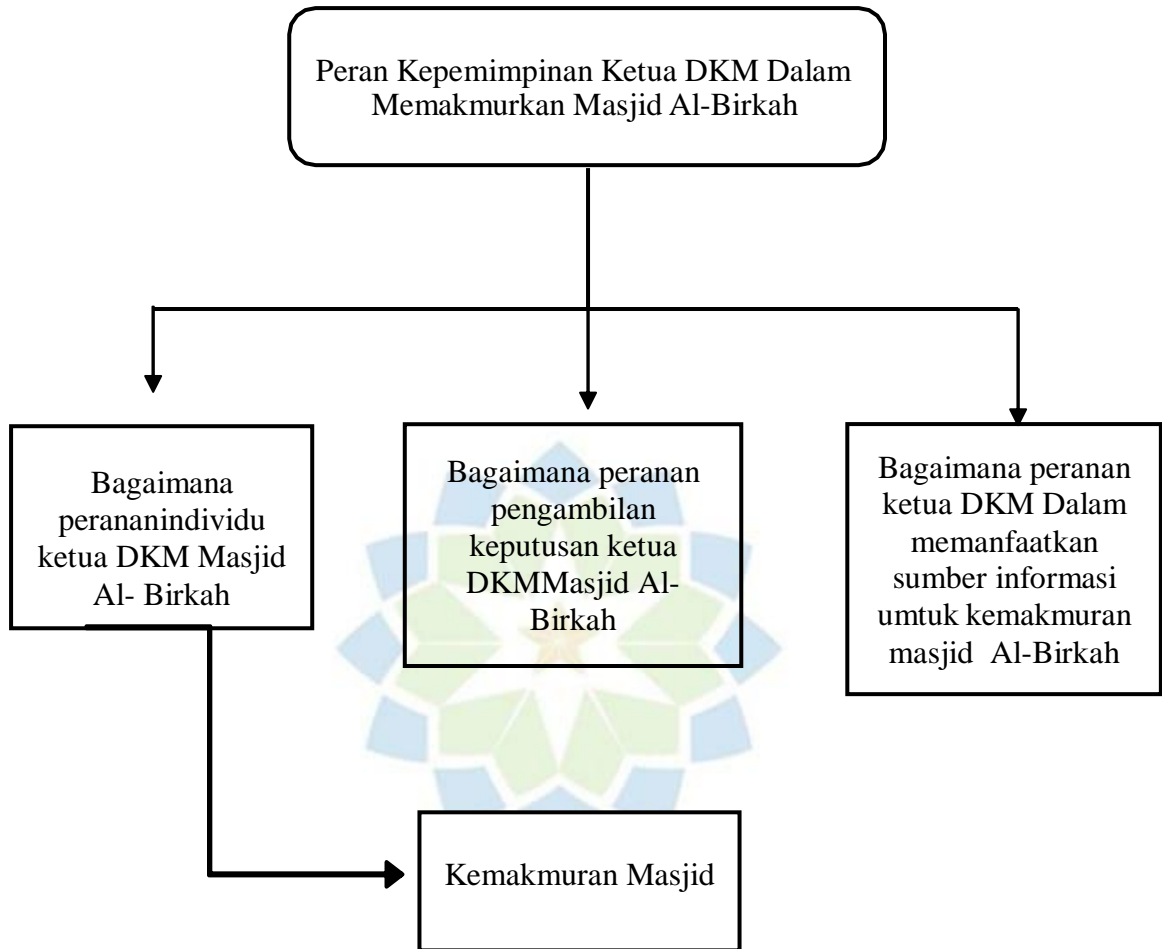 Peran Kepemimpinan Ketua DKM Dalam
Memakmurkan Masjid Al-Birkah
Bagaimana
perananindividu
ketua DKM Masjid
Al- Birkah
Bagaimana peranan
pengambilan
keputusan ketua
DKMMasjid Al-
Birkah
Bagaimana peranan
ketua DKM Dalam
memanfaatkan
sumber informasi
umtuk kemakmuran
masjid Al-Birkah
Kemakmuran Masjid